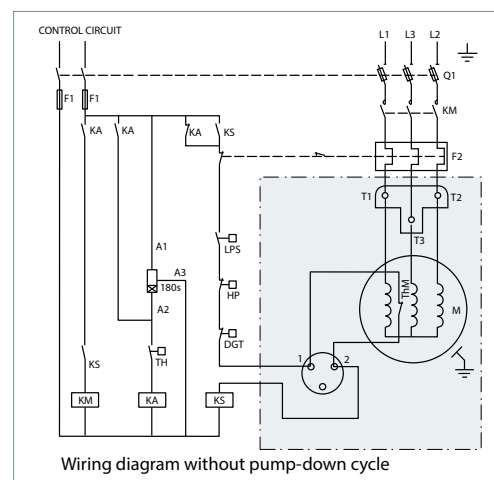 CONTROL CIRCUIT
L1 L3 L2
Q1
F1 F1
KM
KA KA KA KS
F2
T1 T2
T3
A1
LPS
A3
180s
HP
ThM
A2
M
DGT
1 2
KS
TH
KM KA KS
Wiring diagram without pump-down cycle